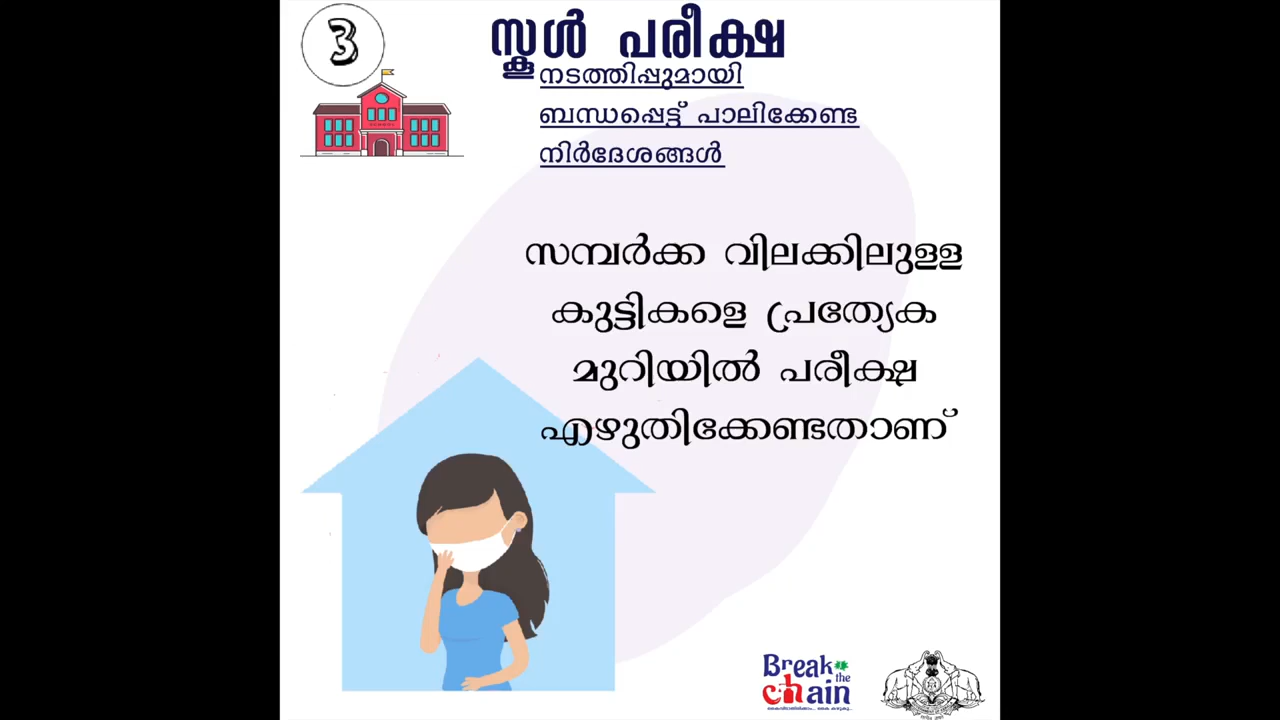 3
സ്കൂൾ പരീക്ഷ
നടത്തിപ്പുമായി
ബന്ധപ്പെട്ട് പാലിക്കേണ്ട
നിർദേശങ്ങൾ
സമ്പർക്ക വിലക്കിലുള്ള
കുട്ടികളെ പ്രത്യേക
മുറിയിൽ പരീക്ഷ
എഴുതിക്കേണ്ടതാണ്
Break
the
chain